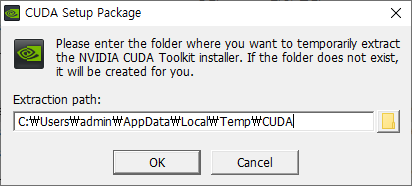 CUDA Setup Package
Please enter the folder where you want to temporarily extract
the NVIDIA CUDA Toolkit installer. If the folder does not exist,
it will be created for you.
Extraction path:
C:₩Users₩admin₩AppData₩Local₩Temp₩CUDA
OK
Cancel